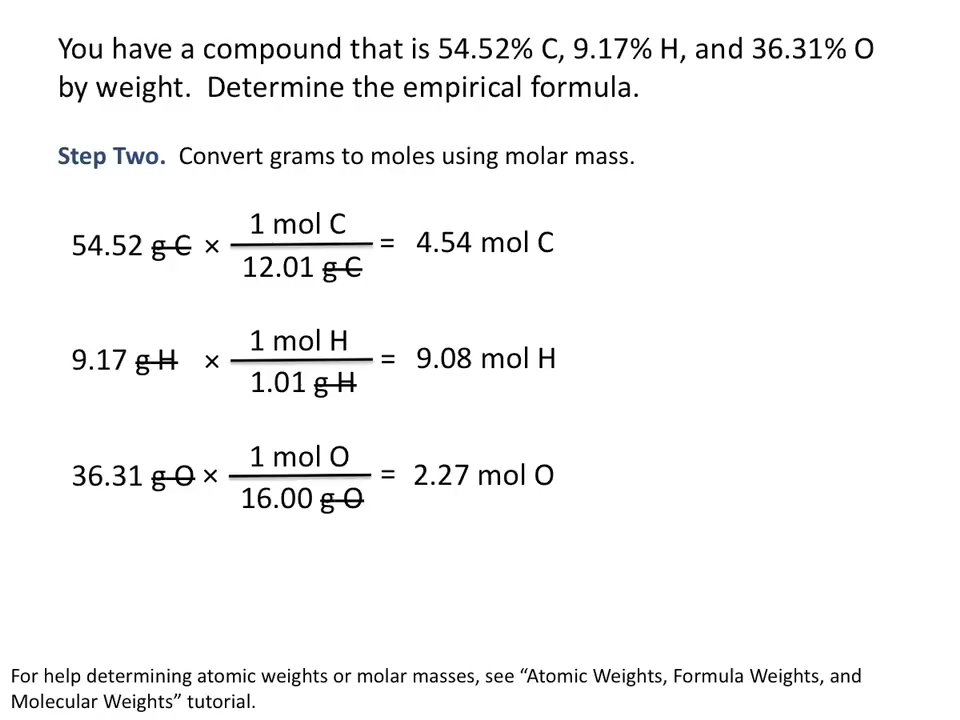 You have a compound that is 54.52% C, 9.17% H, and 36.31% O
by weight.  Determine the empirical formula.
Step Two.  Convert grams to moles using molar mass.
1 mol C
54.52 g C × = 4.54 mol C
12.01 g C
1 mol H
9.17 g H × = 9.08 mol H
1.01 g H
1 mol O
36.31 g O × = 2.27 mol O
16.00 g O
For help determining atomic weights or molar masses, see “Atomic Weights, Formula Weights, and
Molecular Weights” tutorial.